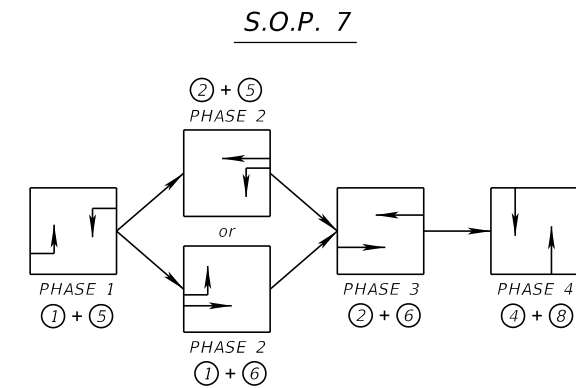 S.O.P. 7
2 + 5
PHASE 2
or
PHASE 1
1 + 5
PHASE 2
1 + 6
PHASE 3
2 + 6
PHASE 4
4 + 8